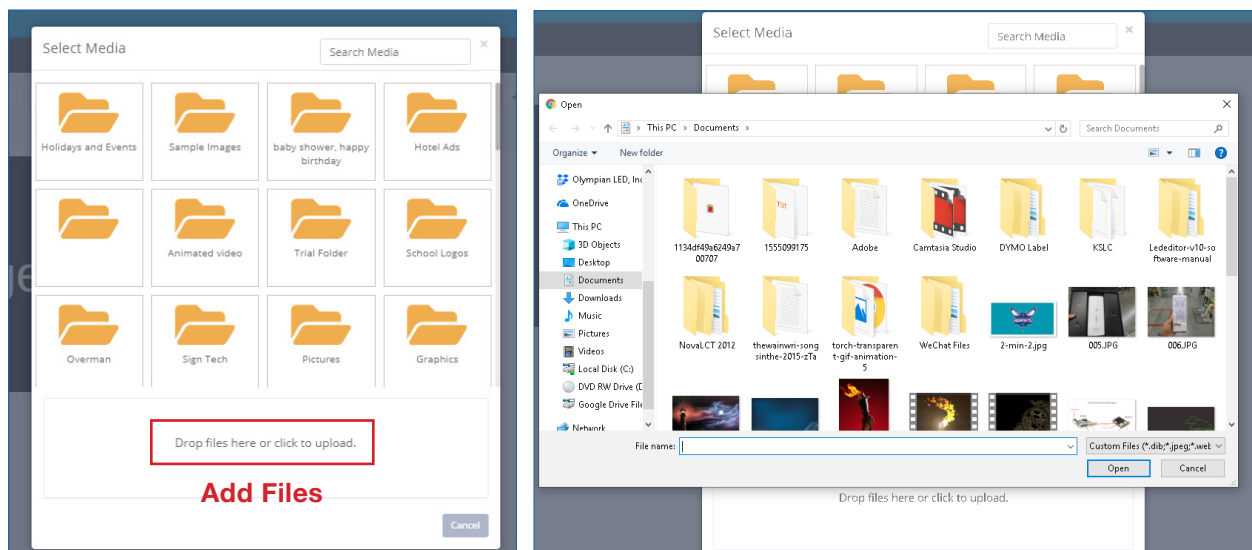 Select Media
Search Media
×
Holidays and Events
Sample Images
baby shower, happy
birthday
Hotel Ads
Animated video
Trial Folder
School Logos
Overman
Sign Tech
Pictures
Graphics
Drop files here or click to upload.
Add Files
Cancel
Select Media
Search Media
×
Open
This PC > Documents >
Search Documents
Organize
New folder
Olympian LED, Inc
OneDrive
This PC
3D Objects
Desktop
Documents
Downloads
Music
Pictures
Videos
Local Disk (C:)
DVD RW Drive (D
Google Drive File
Network
1134df49a6249a7
00707
1555099175
Adobe
Camtasia Studio
DYMO Label
KSLC
Lededitor-v10-so
ftware-manual
NovaLCT 2012
thewainwri-song
sinthe-2015-zTa
torch-transparen
t-gif-animation-
5
WeChat Files
2-min-2.jpg
005.JPG
006.JPG
File name:
Custom Files (*.dib;*.jpeg;*.wet
Open
Cancel
Drop files here or click to upload.